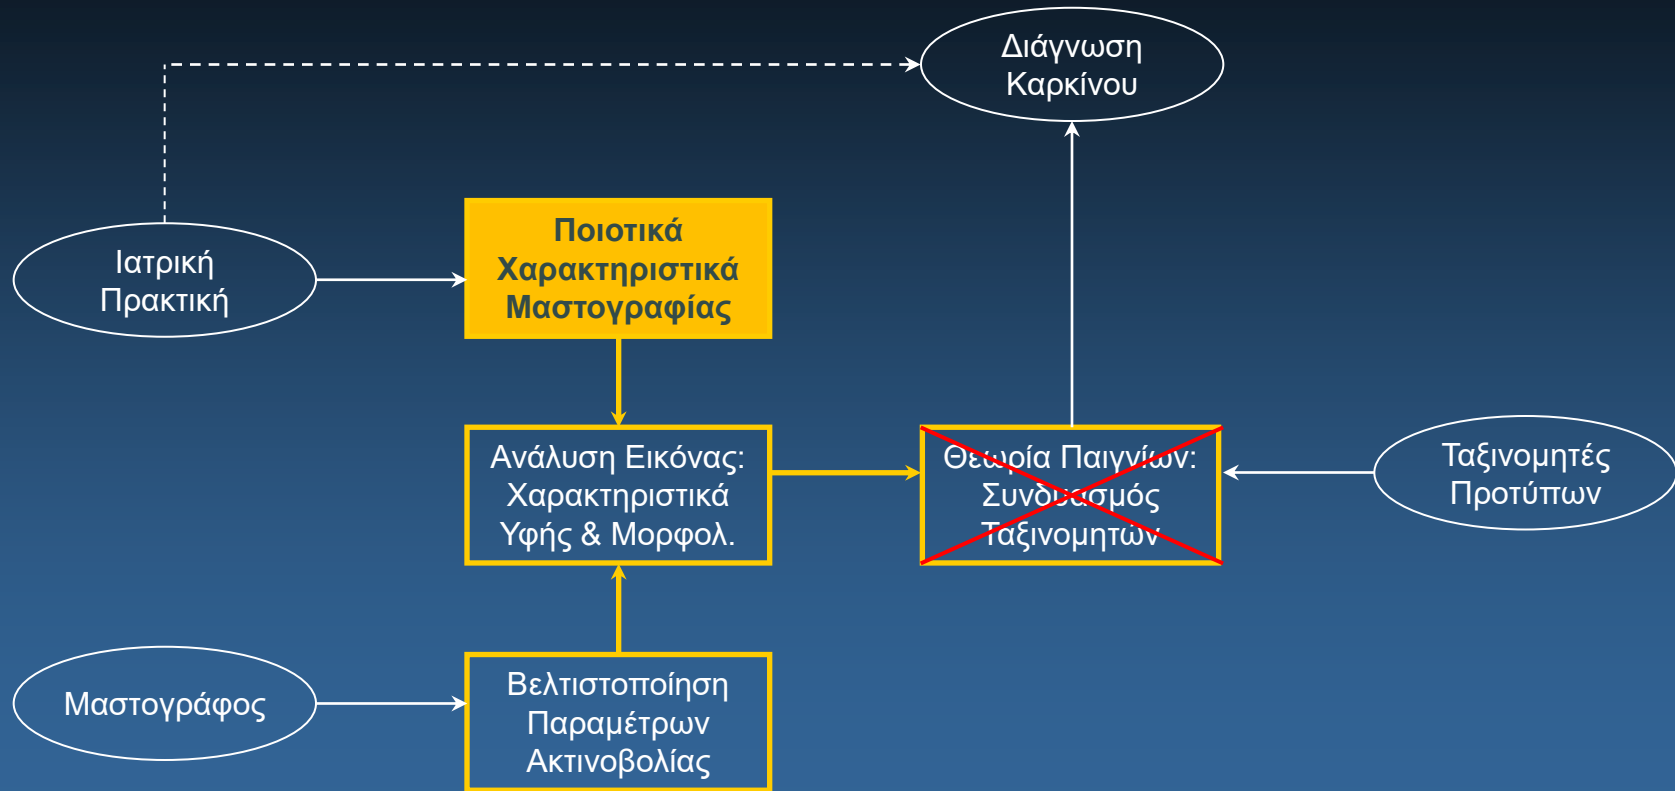 Διάγνωση
Καρκίνου
Ιατρική
Πρακτική
Ποιοτικά
Χαρακτηριστικά
Μαστογραφίας
Ανάλυση Εικόνας:
Χαρακτηριστικά
Υφής & Μορφολ.
Θεωρία Παιγνίων:
Συνδυασμός
Ταξινομητών
Ταξινομητές
Προτύπων
Μαστογράφος
Βελτιστοποίηση
Παραμέτρων
Ακτινοβολίας